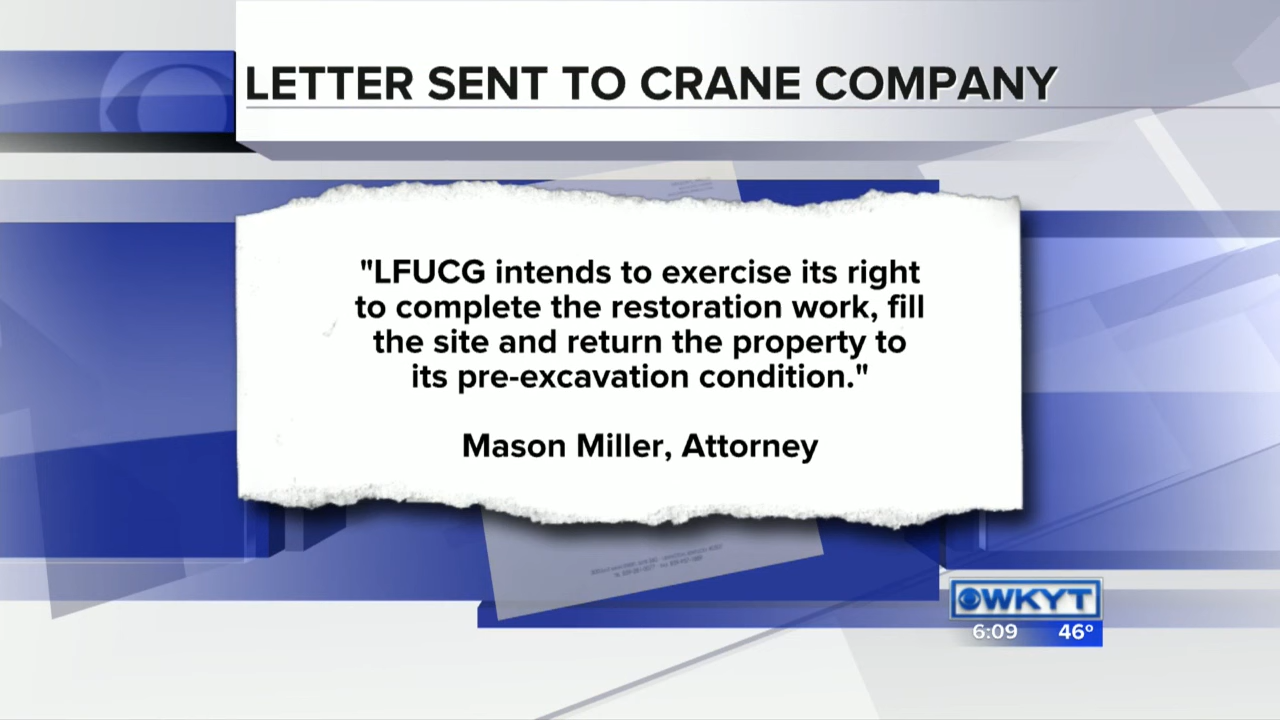 LETTER SENT TO CRANE COMPANY
"LFUCG intends to exercise its right
to complete the restoration work, fill
the site and return the property to
its pre-excavation condition."
Mason Miller, Attorney
WKYT
6:09 46°